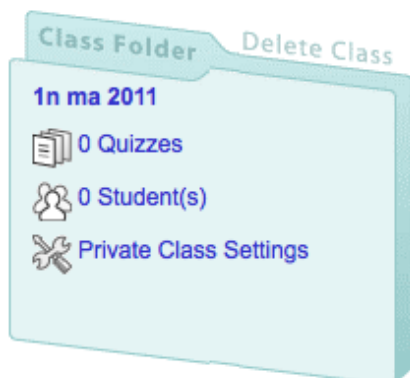 Class Folder Delete Class
1n ma 2011
0 Quizzes
0 Student(s)
Private Class Settings